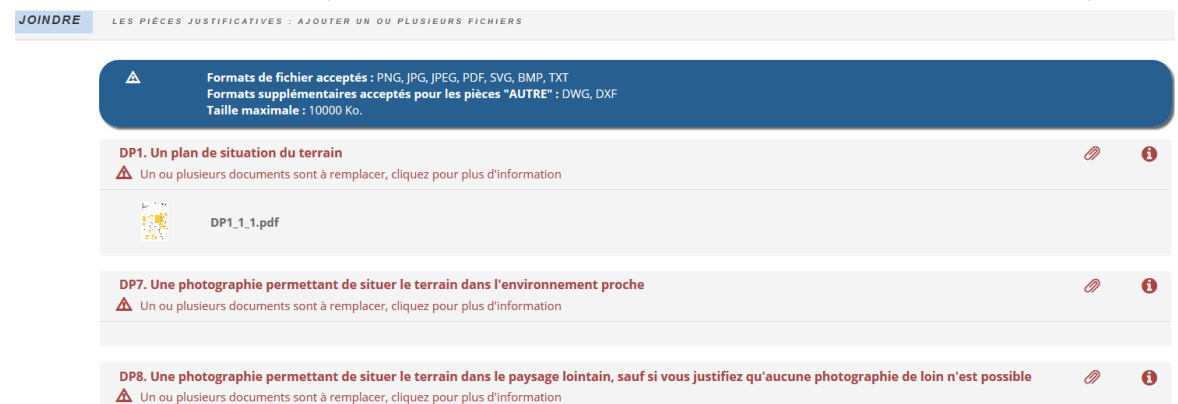 JOINDRE LES PIÈCES JUSTIFICATIVES : AJOUTER UN OU PLUSIEURS FICHIERS
Formats de fichier acceptés : PNG, JPG, JPEG, PDF, SVG, BMP, TXT
Formats supplémentaires acceptés pour les pièces "AUTRE" : DWG, DXF
Taille maximale : 10000 Ko.
DP1. Un plan de situation du terrain
Un ou plusieurs documents sont à remplacer, cliquez pour plus d'information
DP1_1_1.pdf
DP7. Une photographie permettant de situer le terrain dans l'environnement proche
Un ou plusieurs documents sont à remplacer, cliquez pour plus d'information
DP8. Une photographie permettant de situer le terrain dans le paysage lointain, sauf si vous justifiez qu'aucune photographie de loin n'est possible
Un ou plusieurs documents sont à remplacer, cliquez pour plus d'information